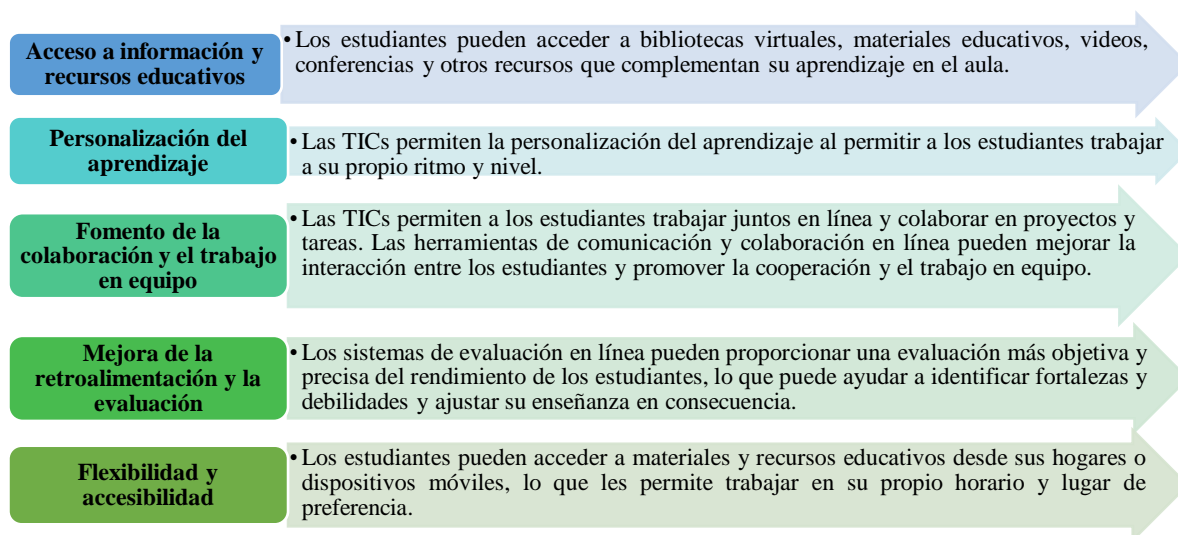 Acceso a información y
recursos educativos
• Los estudiantes pueden acceder a bibliotecas virtuales, materiales educativos, videos,
conferencias y otros recursos que complementan su aprendizaje en el aula.
Personalización del
aprendizaje
• Las TICs permiten la personalización del aprendizaje al permitir a los estudiantes trabajar
a su propio ritmo y nivel.
Fomento de la
colaboración y el trabajo
en equipo
• Las TICs permiten a los estudiantes trabajar juntos en línea y colaborar en proyectos y
tareas. Las herramientas de comunicación y colaboración en línea pueden mejorar la
interacción entre los estudiantes y promover la cooperación y el trabajo en equipo.
Mejora de la
retroalimentación y la
evaluación
• Los sistemas de evaluación en línea pueden proporcionar una evaluación más objetiva y
precisa del rendimiento de los estudiantes, lo que puede ayudar a identificar fortalezas y
debilidades y ajustar su enseñanza en consecuencia.
Flexibilidad y
accesibilidad
• Los estudiantes pueden acceder a materiales y recursos educativos desde sus hogares o
dispositivos móviles, lo que les permite trabajar en su propio horario y lugar de
preferencia.